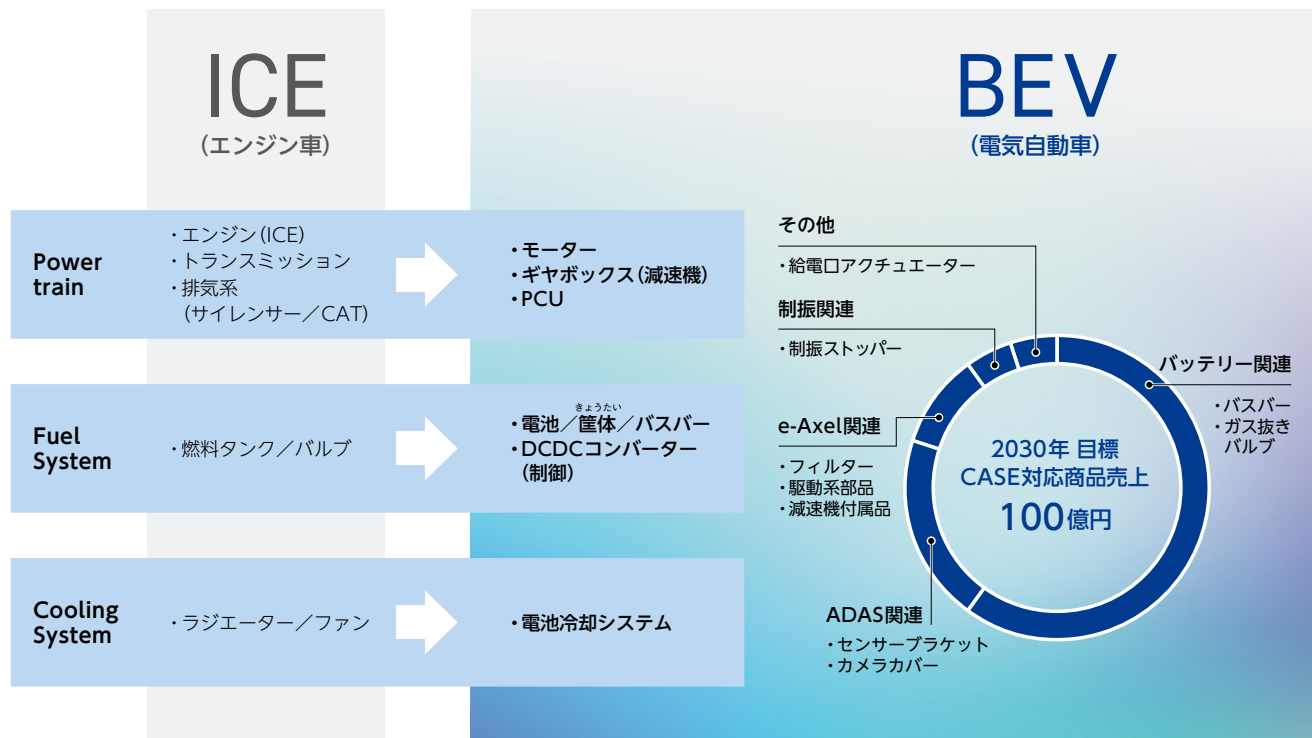 ICE
(エンジン車)
BEV
(電気自動車)
Power
train
・エンジン(ICE)
・トランスミッション
・排気系
(サイレンサー／CAT)
・モーター
・ギヤボックス(減速機)
・PCU
Fuel
System
・燃料タンク／バルブ
きょうたい
・電池／筐体／バスバー
・DCDCコンバーター
(制御)
Cooling
System
・ラジエーター／ファン
・電池冷却システム
その他
・給電口アクチュエーター
制振関連
・制振ストッパー
e-Axel関連
・フィルター
・駆動系部品
・減速機付属品
ADAS関連
・センサーブラケット
・カメラカバー
バッテリー関連
・バスバー
・ガス抜き
バルブ
2030年 目標
CASE対応商品売上
100億円